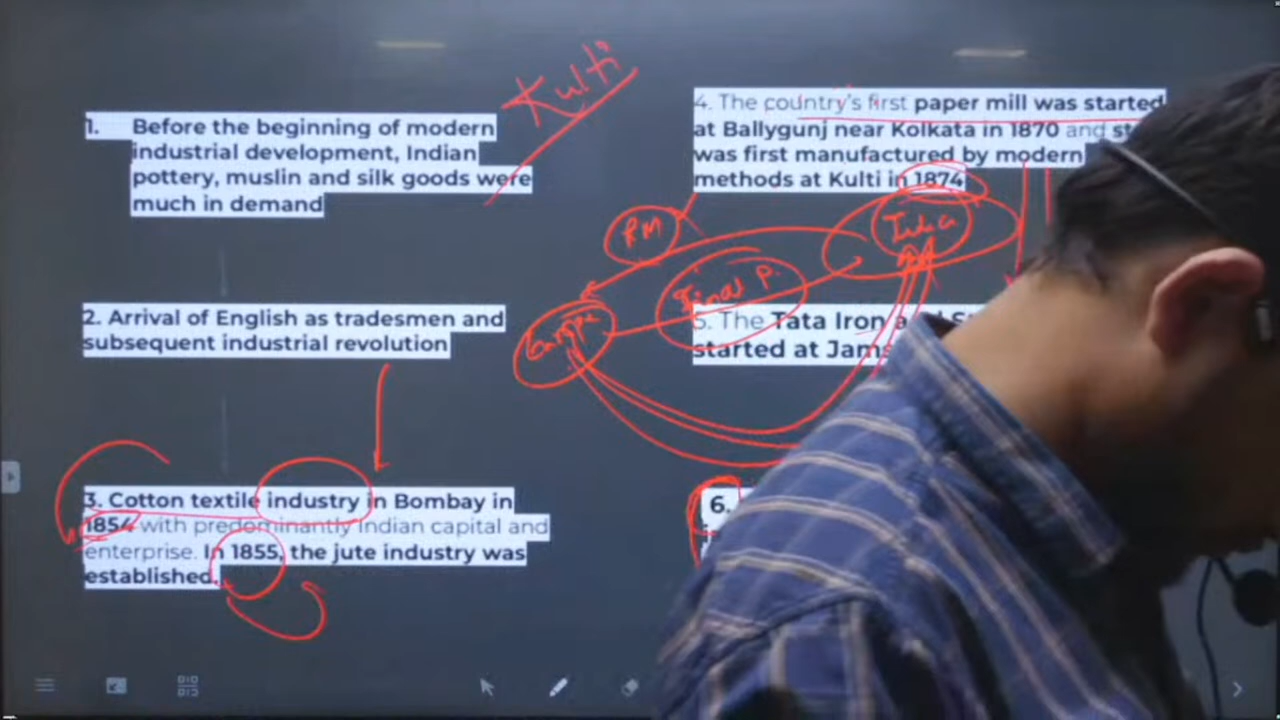 1. Before the beginning of modern
industrial development, Indian
pottery, muslin and silk goods were
much in demand
Kulti
2. Arrival of English as tradesmen and
subsequent industrial revolution
3. Cotton textile industry in Bombay in
1854 with predominantly Indian capital and
enterprise. In 1855, the jute industry was
established.
4. The country's first paper mill was started
at Ballygunj near Kolkata in 1870 and
was first manufactured by modern
methods at Kulti in 1874
RM
India
Final P.
5. The Tata Iron
started at
6.